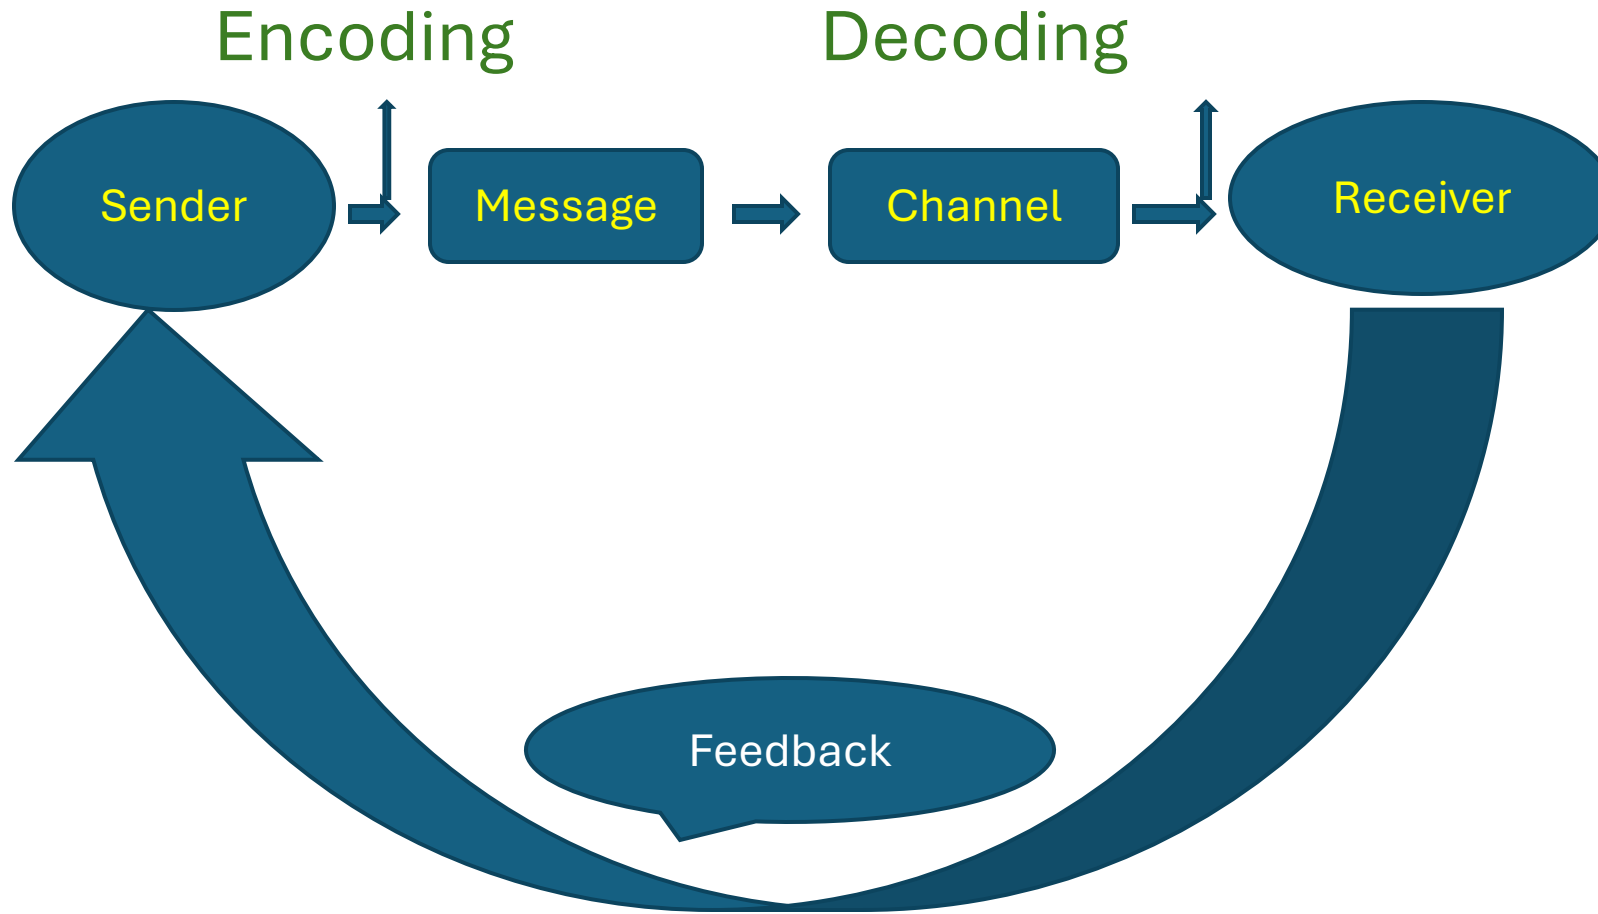 Encoding
Decoding
Sender
Message
Channel
Receiver
Feedback